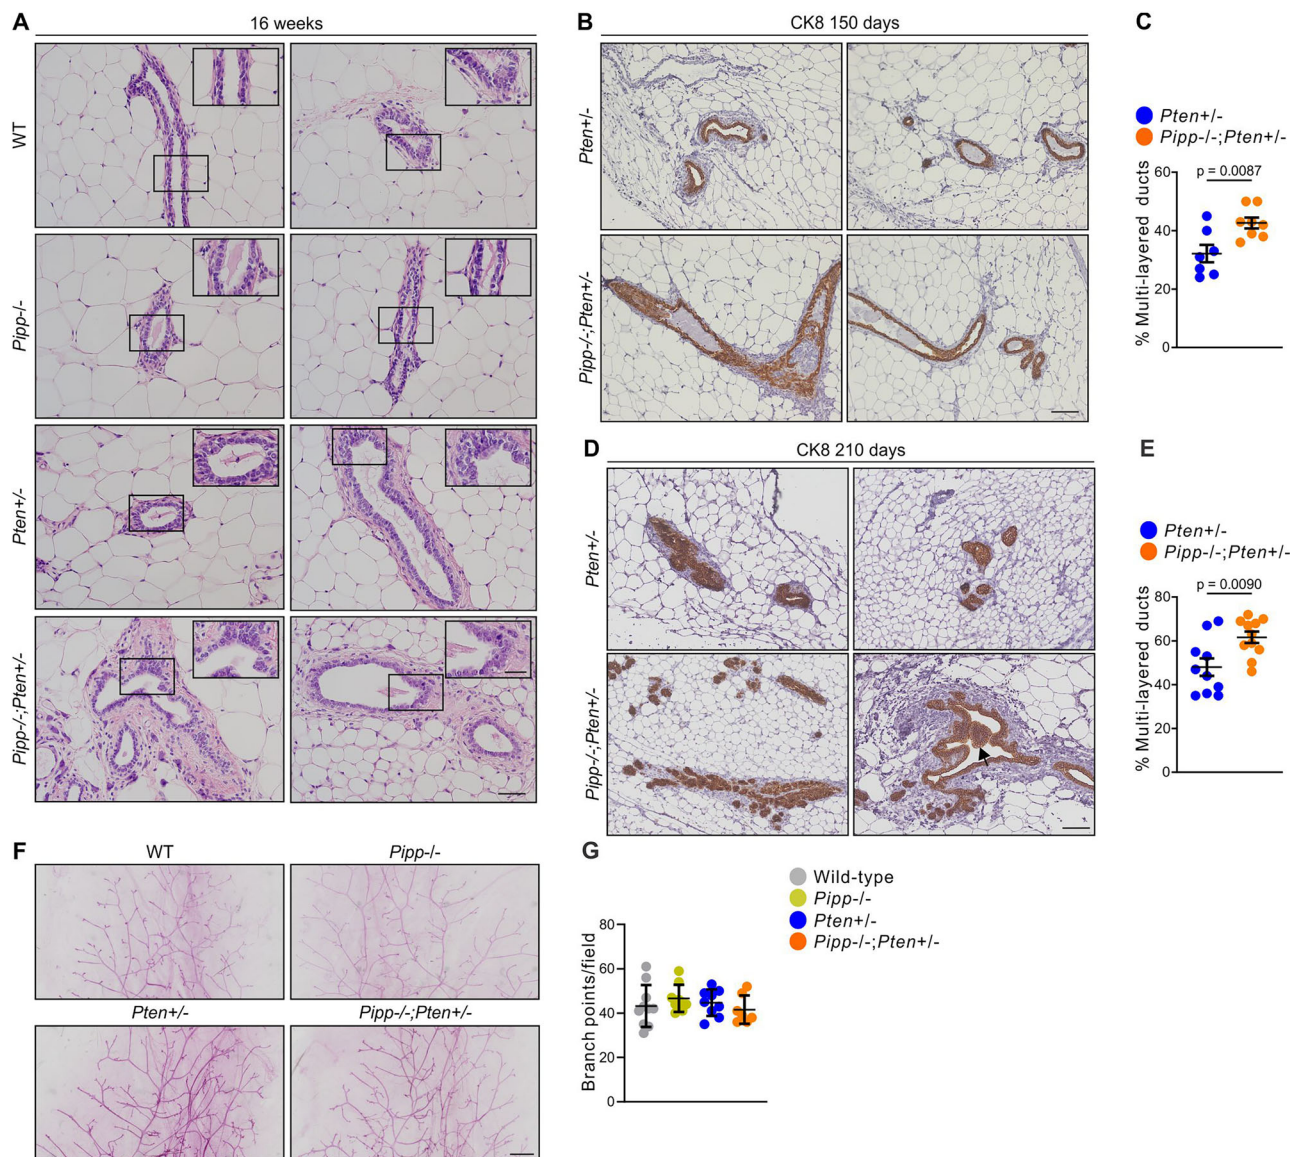 A
16 weeks
WT
Pipp-/-
Pten+/-
Pipp-/-;Pten+/-
B
CK8 150 days
Pten+/-
Pipp-/-;Pten+/-
C
Pten+/-
Pipp-/-;Pten+/-
p = 0.0087
% Multi-layered ducts
60
40
20
0
D
CK8 210 days
Pten+/-
Pipp-/-;Pten+/-
E
Pten+/-
Pipp-/-;Pten+/-
p = 0.0090
% Multi-layered ducts
80
60
40
20
0
F
WT
Pipp-/-
Pten+/-
Pipp-/-;Pten+/-
G
Wild-type
Pipp-/-
Pten+/-
Pipp-/-;Pten+/-
Branch points/field
80
60
40
20
0